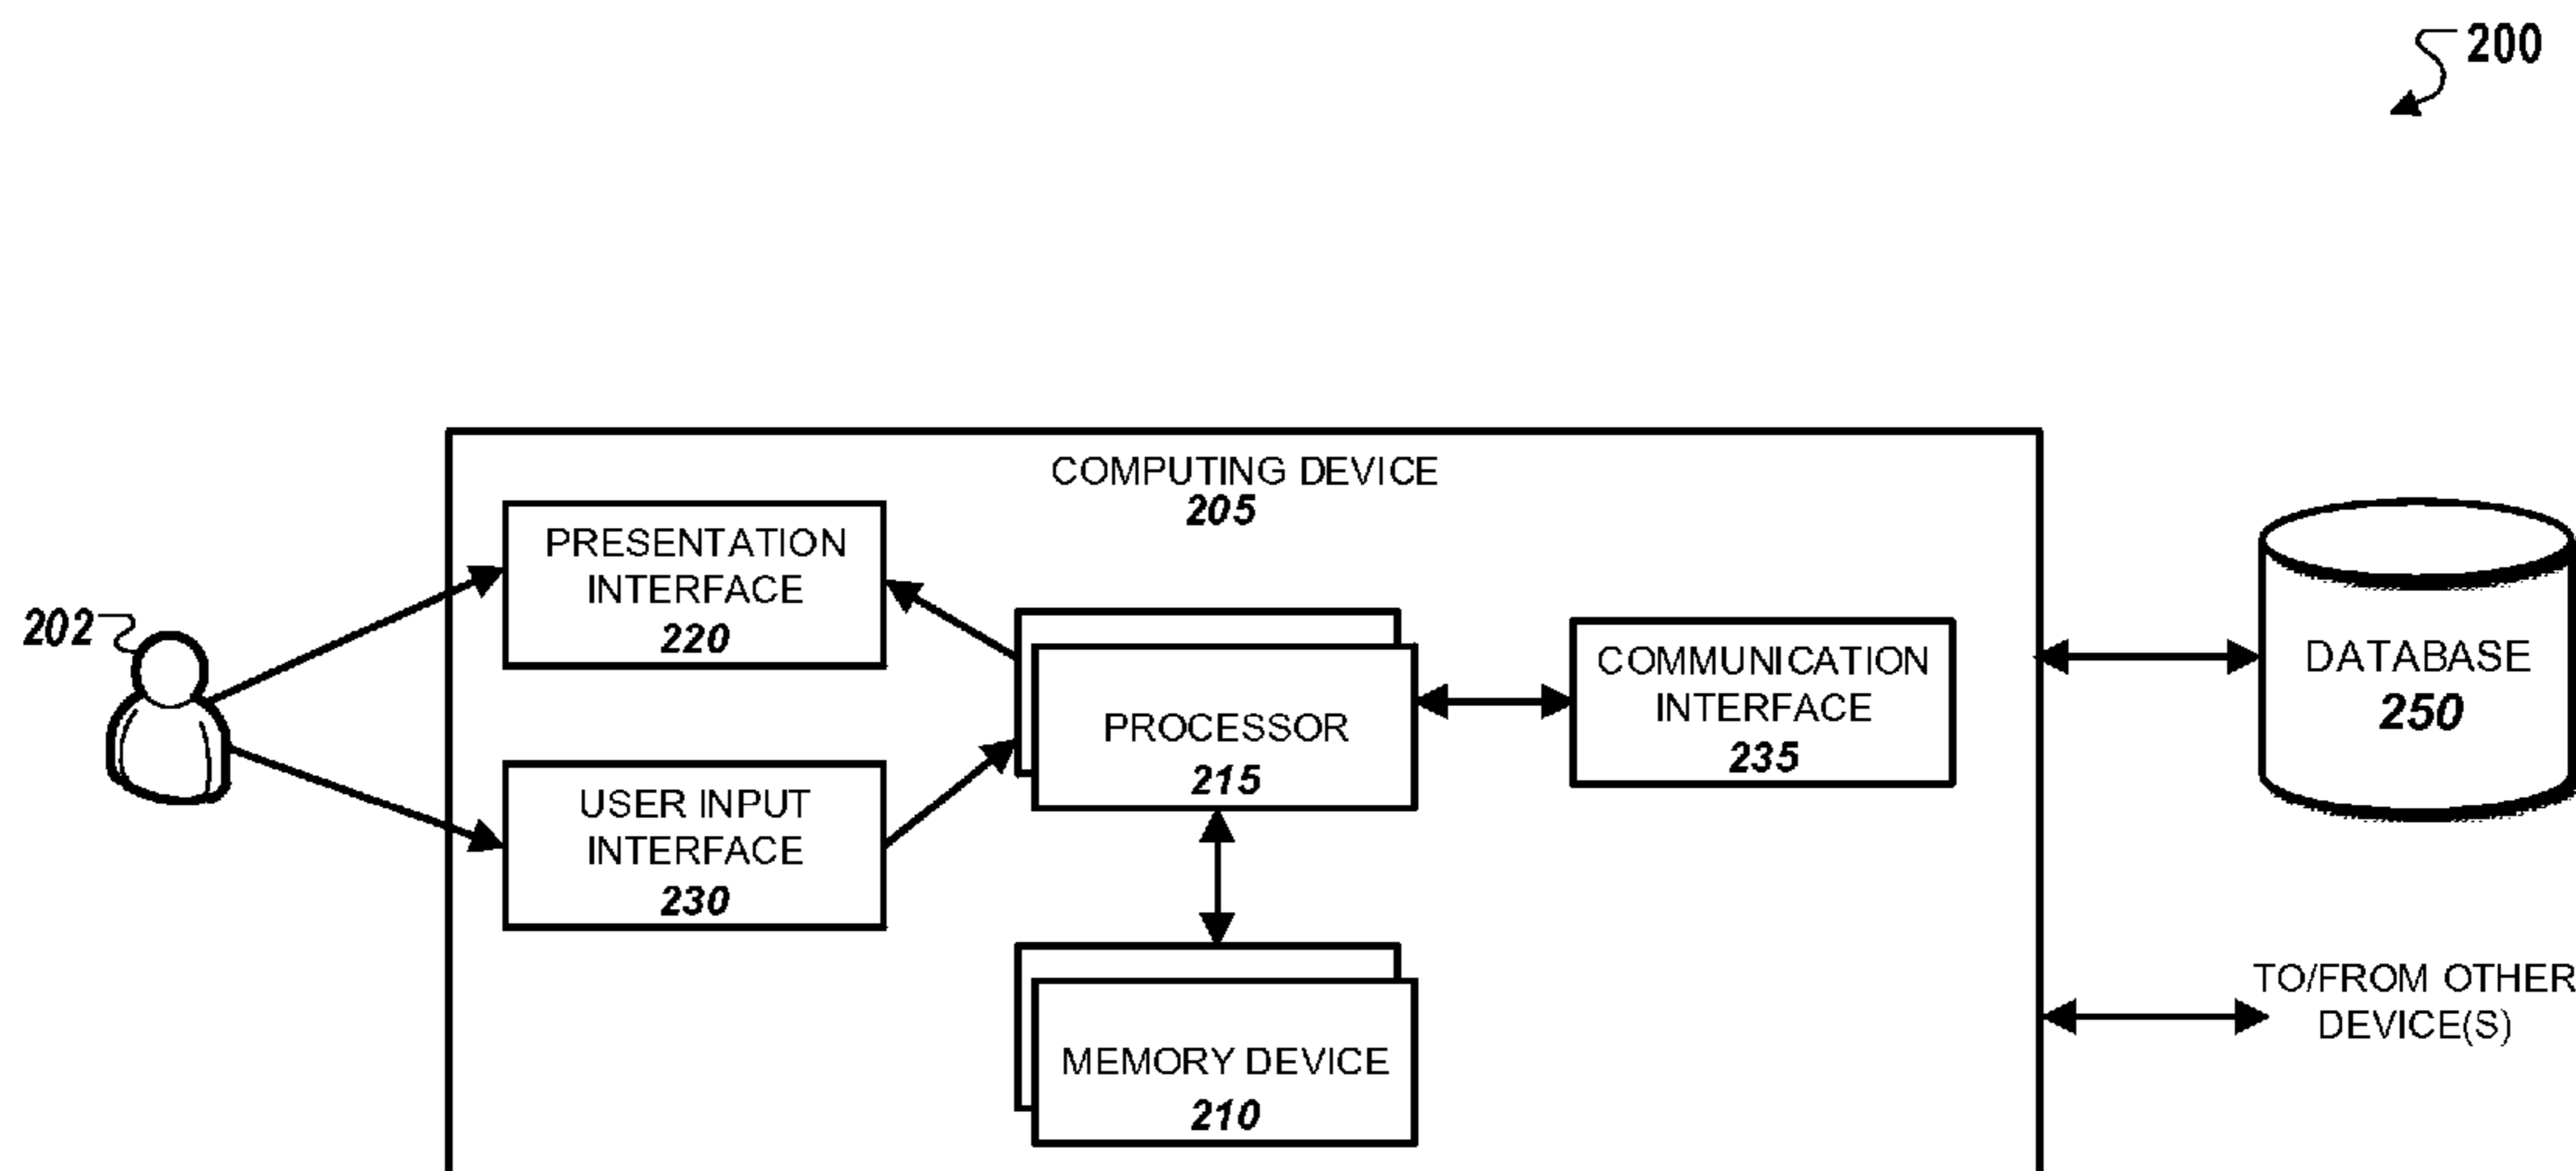 200
COMPUTING DEVICE
205
PRESENTATION
INTERFACE
220
202
USER INPUT
INTERFACE
230
PROCESSOR
215
COMMUNICATION
INTERFACE
235
MEMORY DEVICE
210
DATABASE
250
TO/FROM OTHER
DEVICE(S)